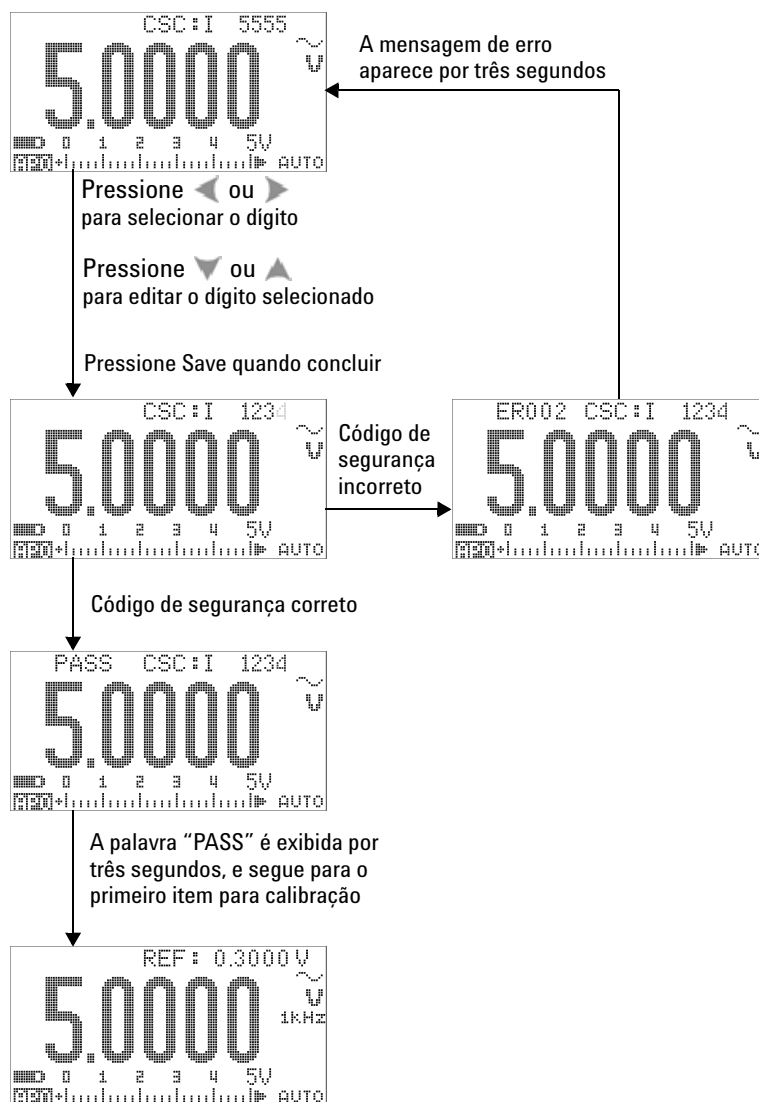 CSC:I 5555
5.0000
V
0 1 2 3 4 5V
AUTO
A mensagem de erro
aparece por três segundos
Pressione ou
para selecionar o dígito
Pressione ou
para editar o dígito selecionado
Pressione Save quando concluir
CSC:I 1234
5.0000
V
0 1 2 3 4 5V
AUTO
Código de
segurança
incorreto
ER002 CSC:I 1234
5.0000
V
0 1 2 3 4 5V
AUTO
Código de segurança correto
PASS CSC:I 1234
5.0000
V
0 1 2 3 4 5V
AUTO
A palavra “PASS” é exibida por
três segundos, e segue para o
primeiro item para calibração
REF: 0.3000 V
5.0000
V
1kHz
0 1 2 3 4 5V
AUTO